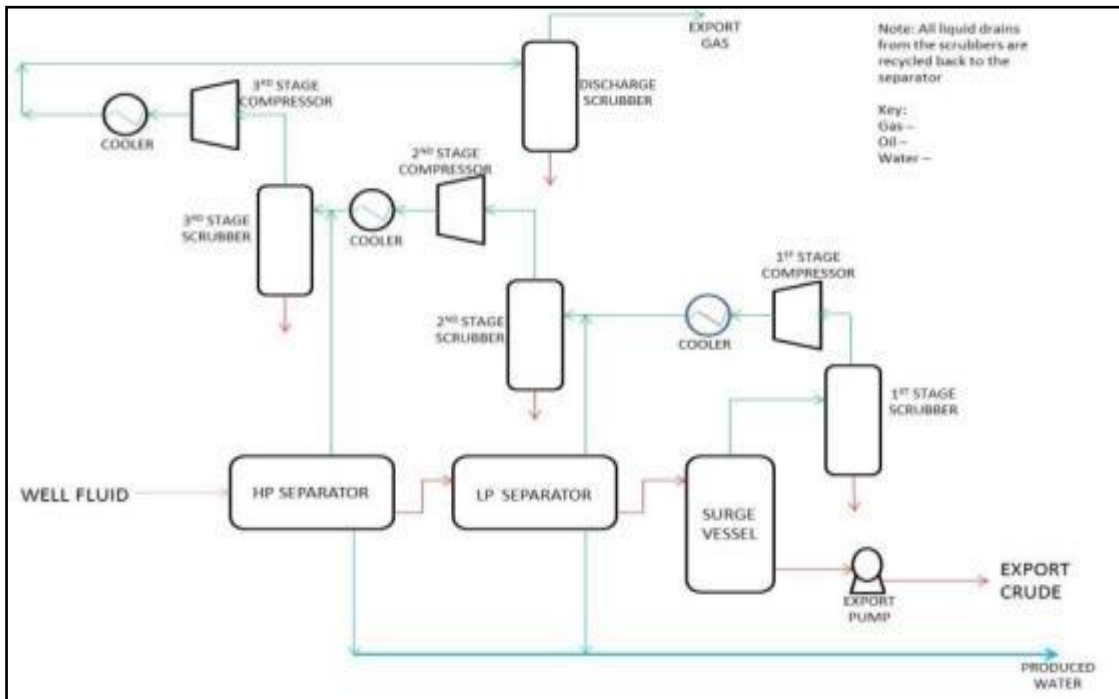 EXPORT
GAS
Note: All liquid drains
from the scrubbers are
recycled back to the
separator
Key:
Gas –
Oil –
Water –
3RD STAGE
COMPRESSOR
COOLER
DISCHARGE
SCRUBBER
2ND STAGE
COMPRESSOR
3RD STAGE
SCRUBBER
COOLER
1ST STAGE
COMPRESSOR
2ND STAGE
SCRUBBER
COOLER
1ST STAGE
SCRUBBER
WELL FLUID
HP SEPARATOR
LP SEPARATOR
SURGE
VESSEL
EXPORT
PUMP
EXPORT
CRUDE
PRODUCED
WATER